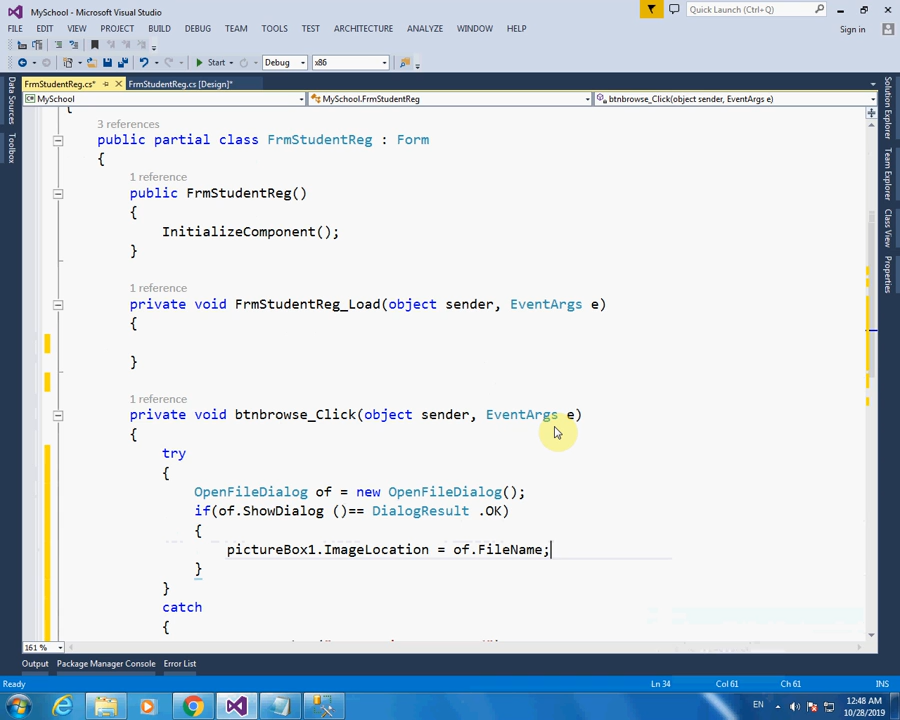 MySchool - Microsoft Visual Studio
Quick Launch (Ctrl+Q)
FILE EDIT VIEW PROJECT BUILD DEBUG TEAM TOOLS TEST ARCHITECTURE ANALYZE WINDOW HELP
Sign in
Start Debug x86
FrmStudentReg.cs* FrmStudentReg.cs [Design]*
MySchool MySchool.FrmStudentReg btnbrowse_Click(object sender, EventArgs e)
Data Sources
Toolbox
Solution Explorer
Team Explorer
Class View
Properties
{
3 references
public partial class FrmStudentReg : Form
{
1 reference
public FrmStudentReg()
{
InitializeComponent();
}
1 reference
private void FrmStudentReg_Load(object sender, EventArgs e)
{
}
1 reference
private void btnbrowse_Click(object sender, EventArgs e)
{
try
{
OpenFileDialog of = new OpenFileDialog();
if(of.ShowDialog ()== DialogResult .OK)
{
pictureBox1.ImageLocation = of.FileName;
}
}
catch
{
161 %
Output Package Manager Console Error List
Ready Ln 34 Col 61 Ch 61 INS
EN 12:48 AM
10/28/2019